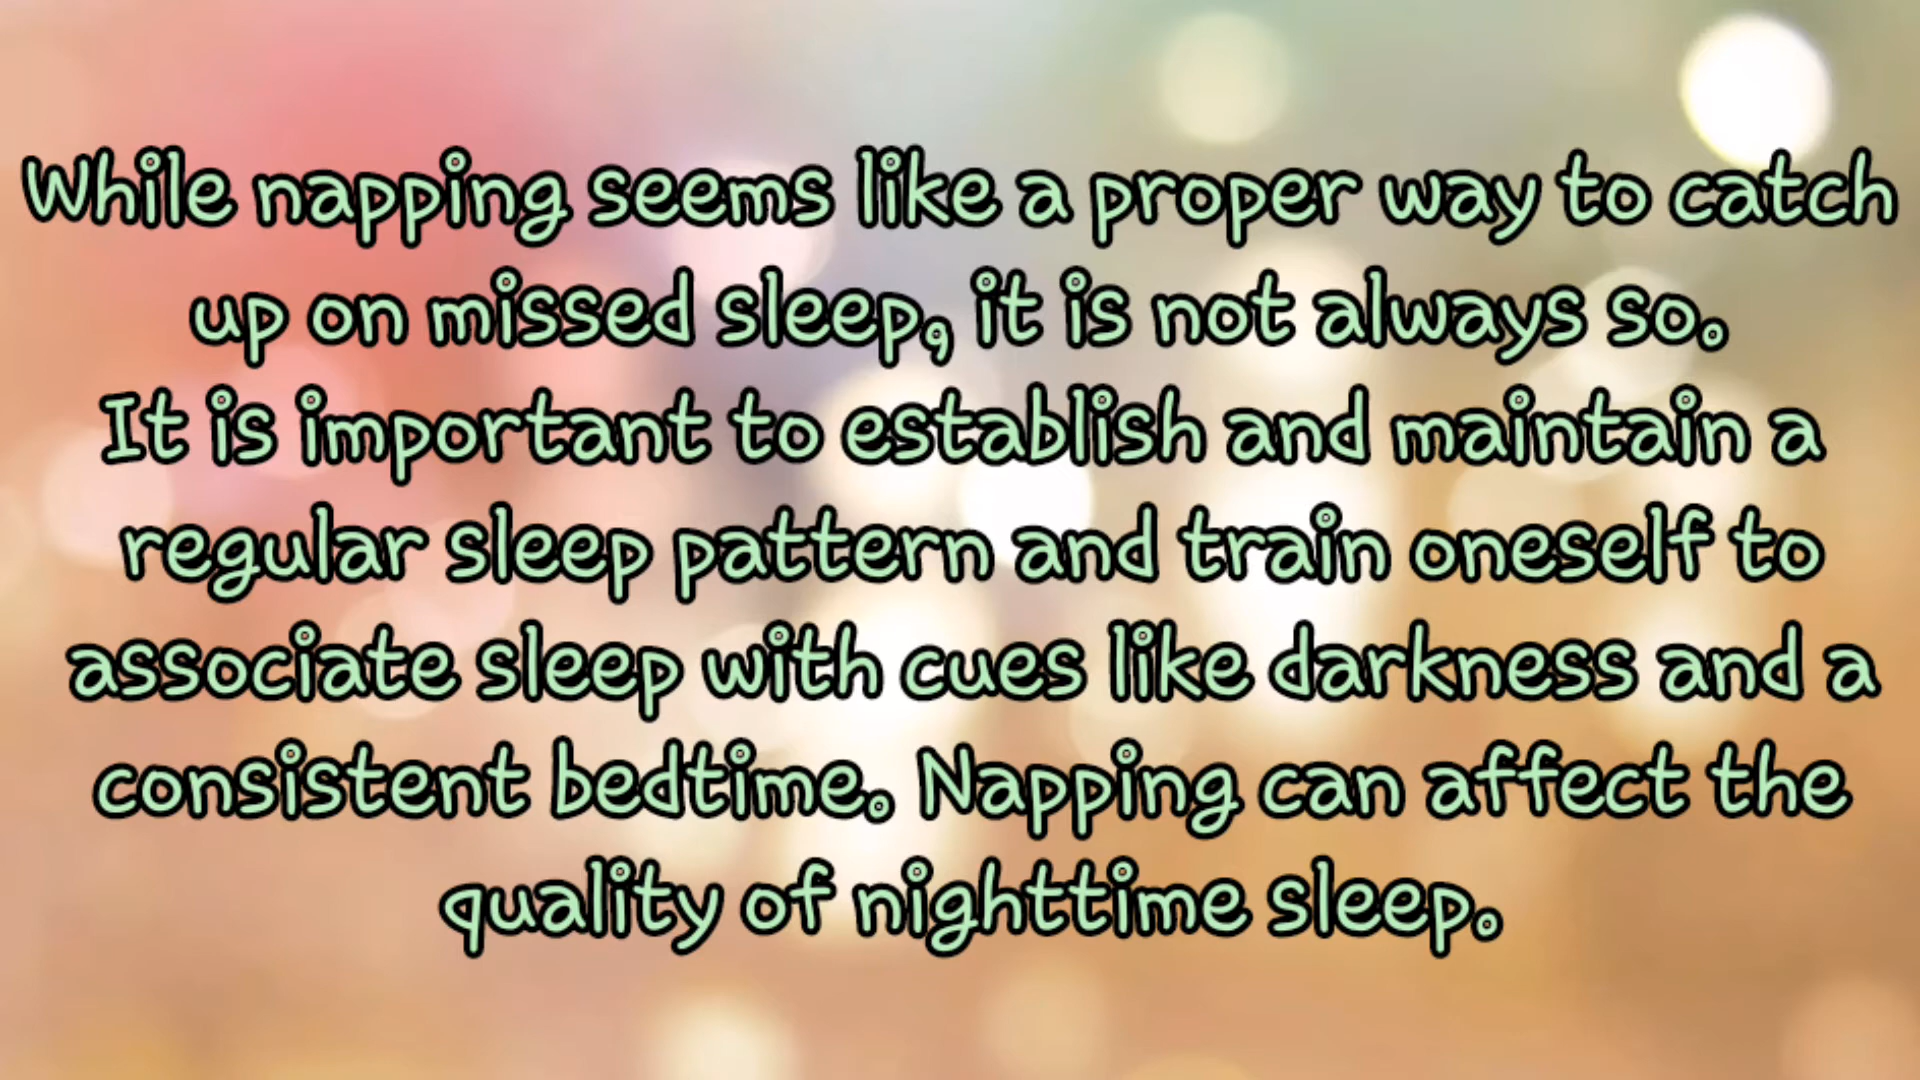 While napping seems like a proper way to catch
up on missed sleep, it is not always so.
It is important to establish and maintain a
regular sleep pattern and train oneself to
associate sleep with cues like darkness and a
consistent bedtime. Napping can affect the
quality of nighttime sleep.